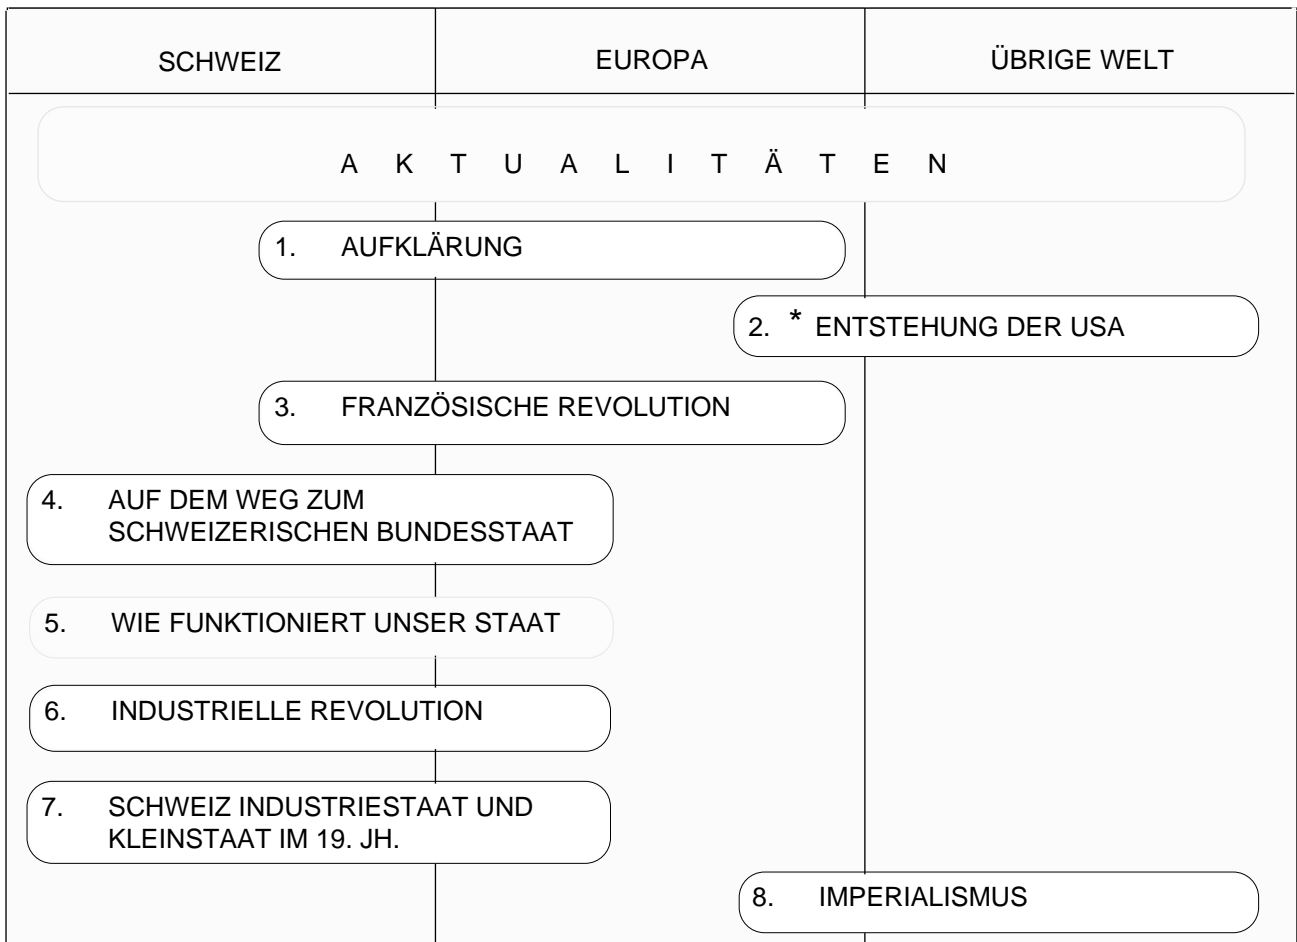 SCHWEIZ EUROPA ÜBRIGE WELT
A K T U A L I T Ä T E N
1. AUFKLÄRUNG
2. * ENTSTEHUNG DER USA
3. FRANZÖSISCHE REVOLUTION
4. AUF DEM WEG ZUM
SCHWEIZERISCHEN BUNDESSTAAT
5. WIE FUNKTIONIERT UNSER STAAT
6. INDUSTRIELLE REVOLUTION
7. SCHWEIZ INDUSTRIESTAAT UND
KLEINSTAAT IM 19. JH.
8. IMPERIALISMUS